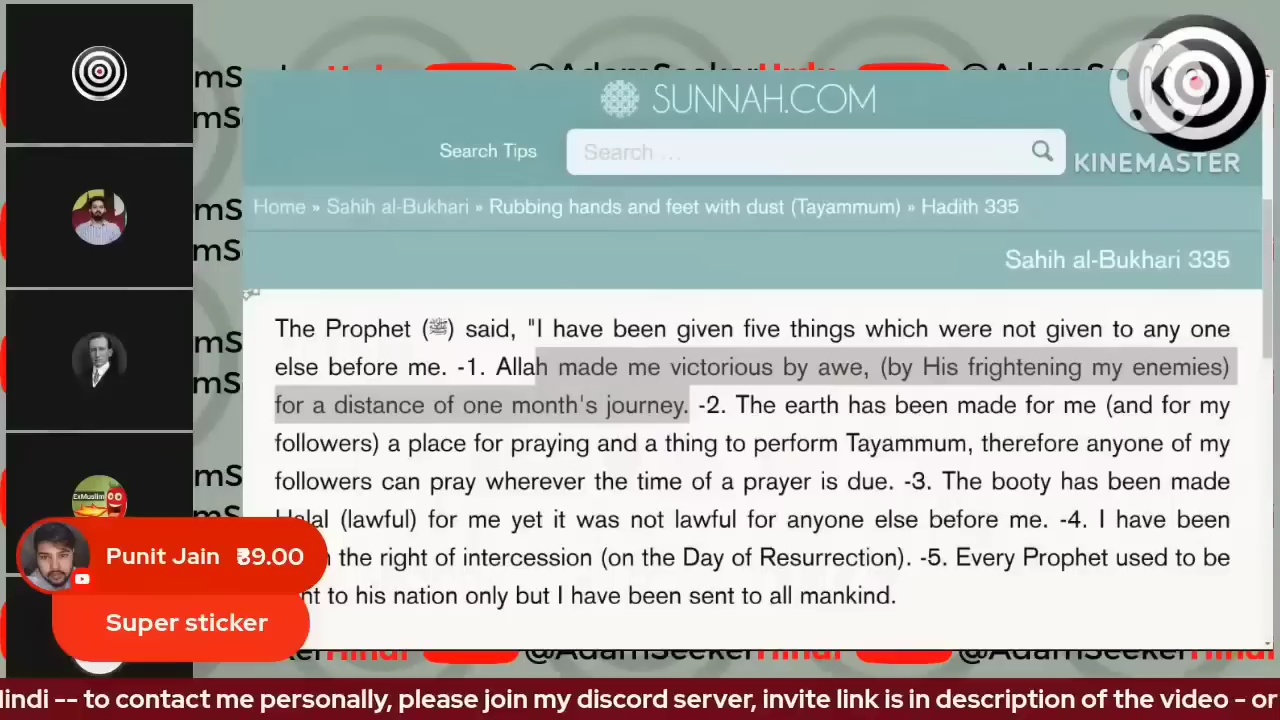 SUNNAH.COM
Search Tips
Search ...
KINEMASTER
Home » Sahih al-Bukhari » Rubbing hands and feet with dust (Tayammum) » Hadith 335
Sahih al-Bukhari 335
The Prophet (ﷺ) said, "I have been given five things which were not given to any one
else before me. -1. Allah made me victorious by awe, (by His frightening my enemies)
for a distance of one month's journey. -2. The earth has been made for me (and for my
followers) a place for praying and a thing to perform Tayammum, therefore anyone of my
followers can pray wherever the time of a prayer is due. -3. The booty has been made
Halal (lawful) for me yet it was not lawful for anyone else before me. -4. I have been
the right of intercession (on the Day of Resurrection). -5. Every Prophet used to be
nt to his nation only but I have been sent to all mankind.
ExMuslim
Punit Jain ₹39.00
Super sticker
@AdamSeekerHindi
lindi -- to contact me personally, please join my discord server, invite link is in description of the video - or